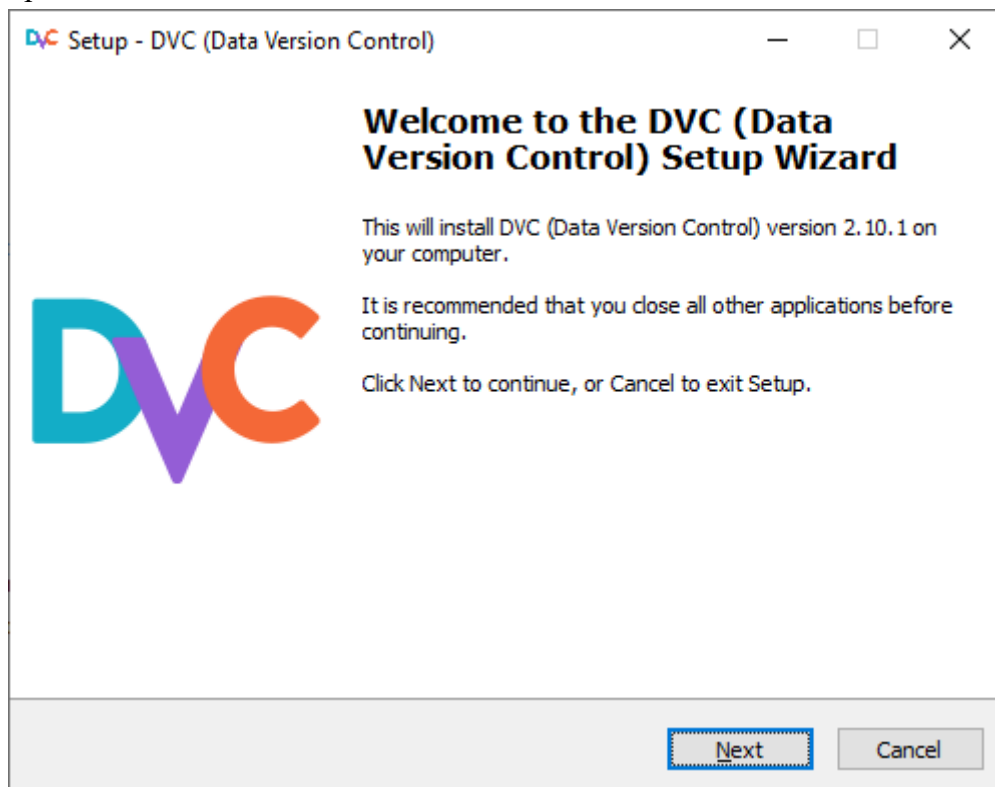 DVC Setup - DVC (Data Version Control)
Welcome to the DVC (Data
Version Control) Setup Wizard
This will install DVC (Data Version Control) version 2.10.1 on
your computer.
It is recommended that you close all other applications before
continuing.
Click Next to continue, or Cancel to exit Setup.
DVC
Next
Cancel